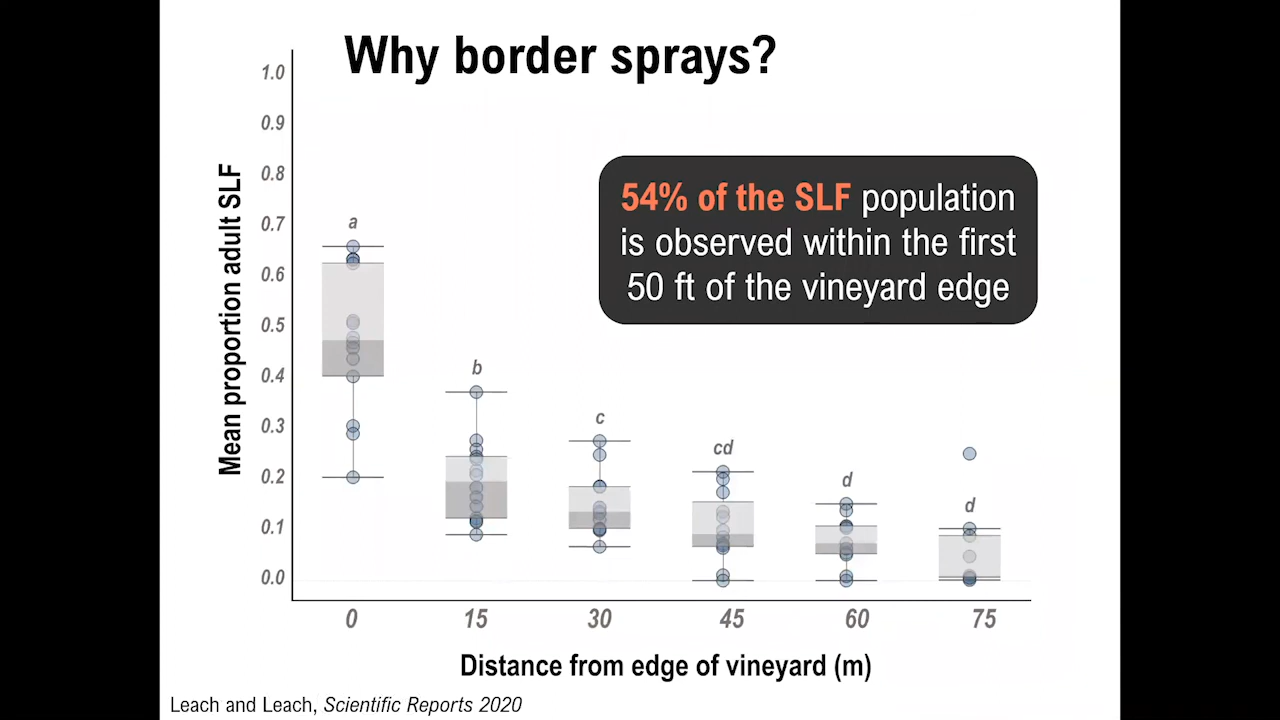 Why border sprays?
1.0
0.9
0.8
0.7
0.6
0.5
0.4
0.3
0.2
0.1
0.0
Mean proportion adult SLF
54% of the SLF population
is observed within the first
50 ft of the vineyard edge
a
b
c
cd
d
d
0 15 30 45 60 75
Distance from edge of vineyard (m)
Leach and Leach, Scientific Reports 2020